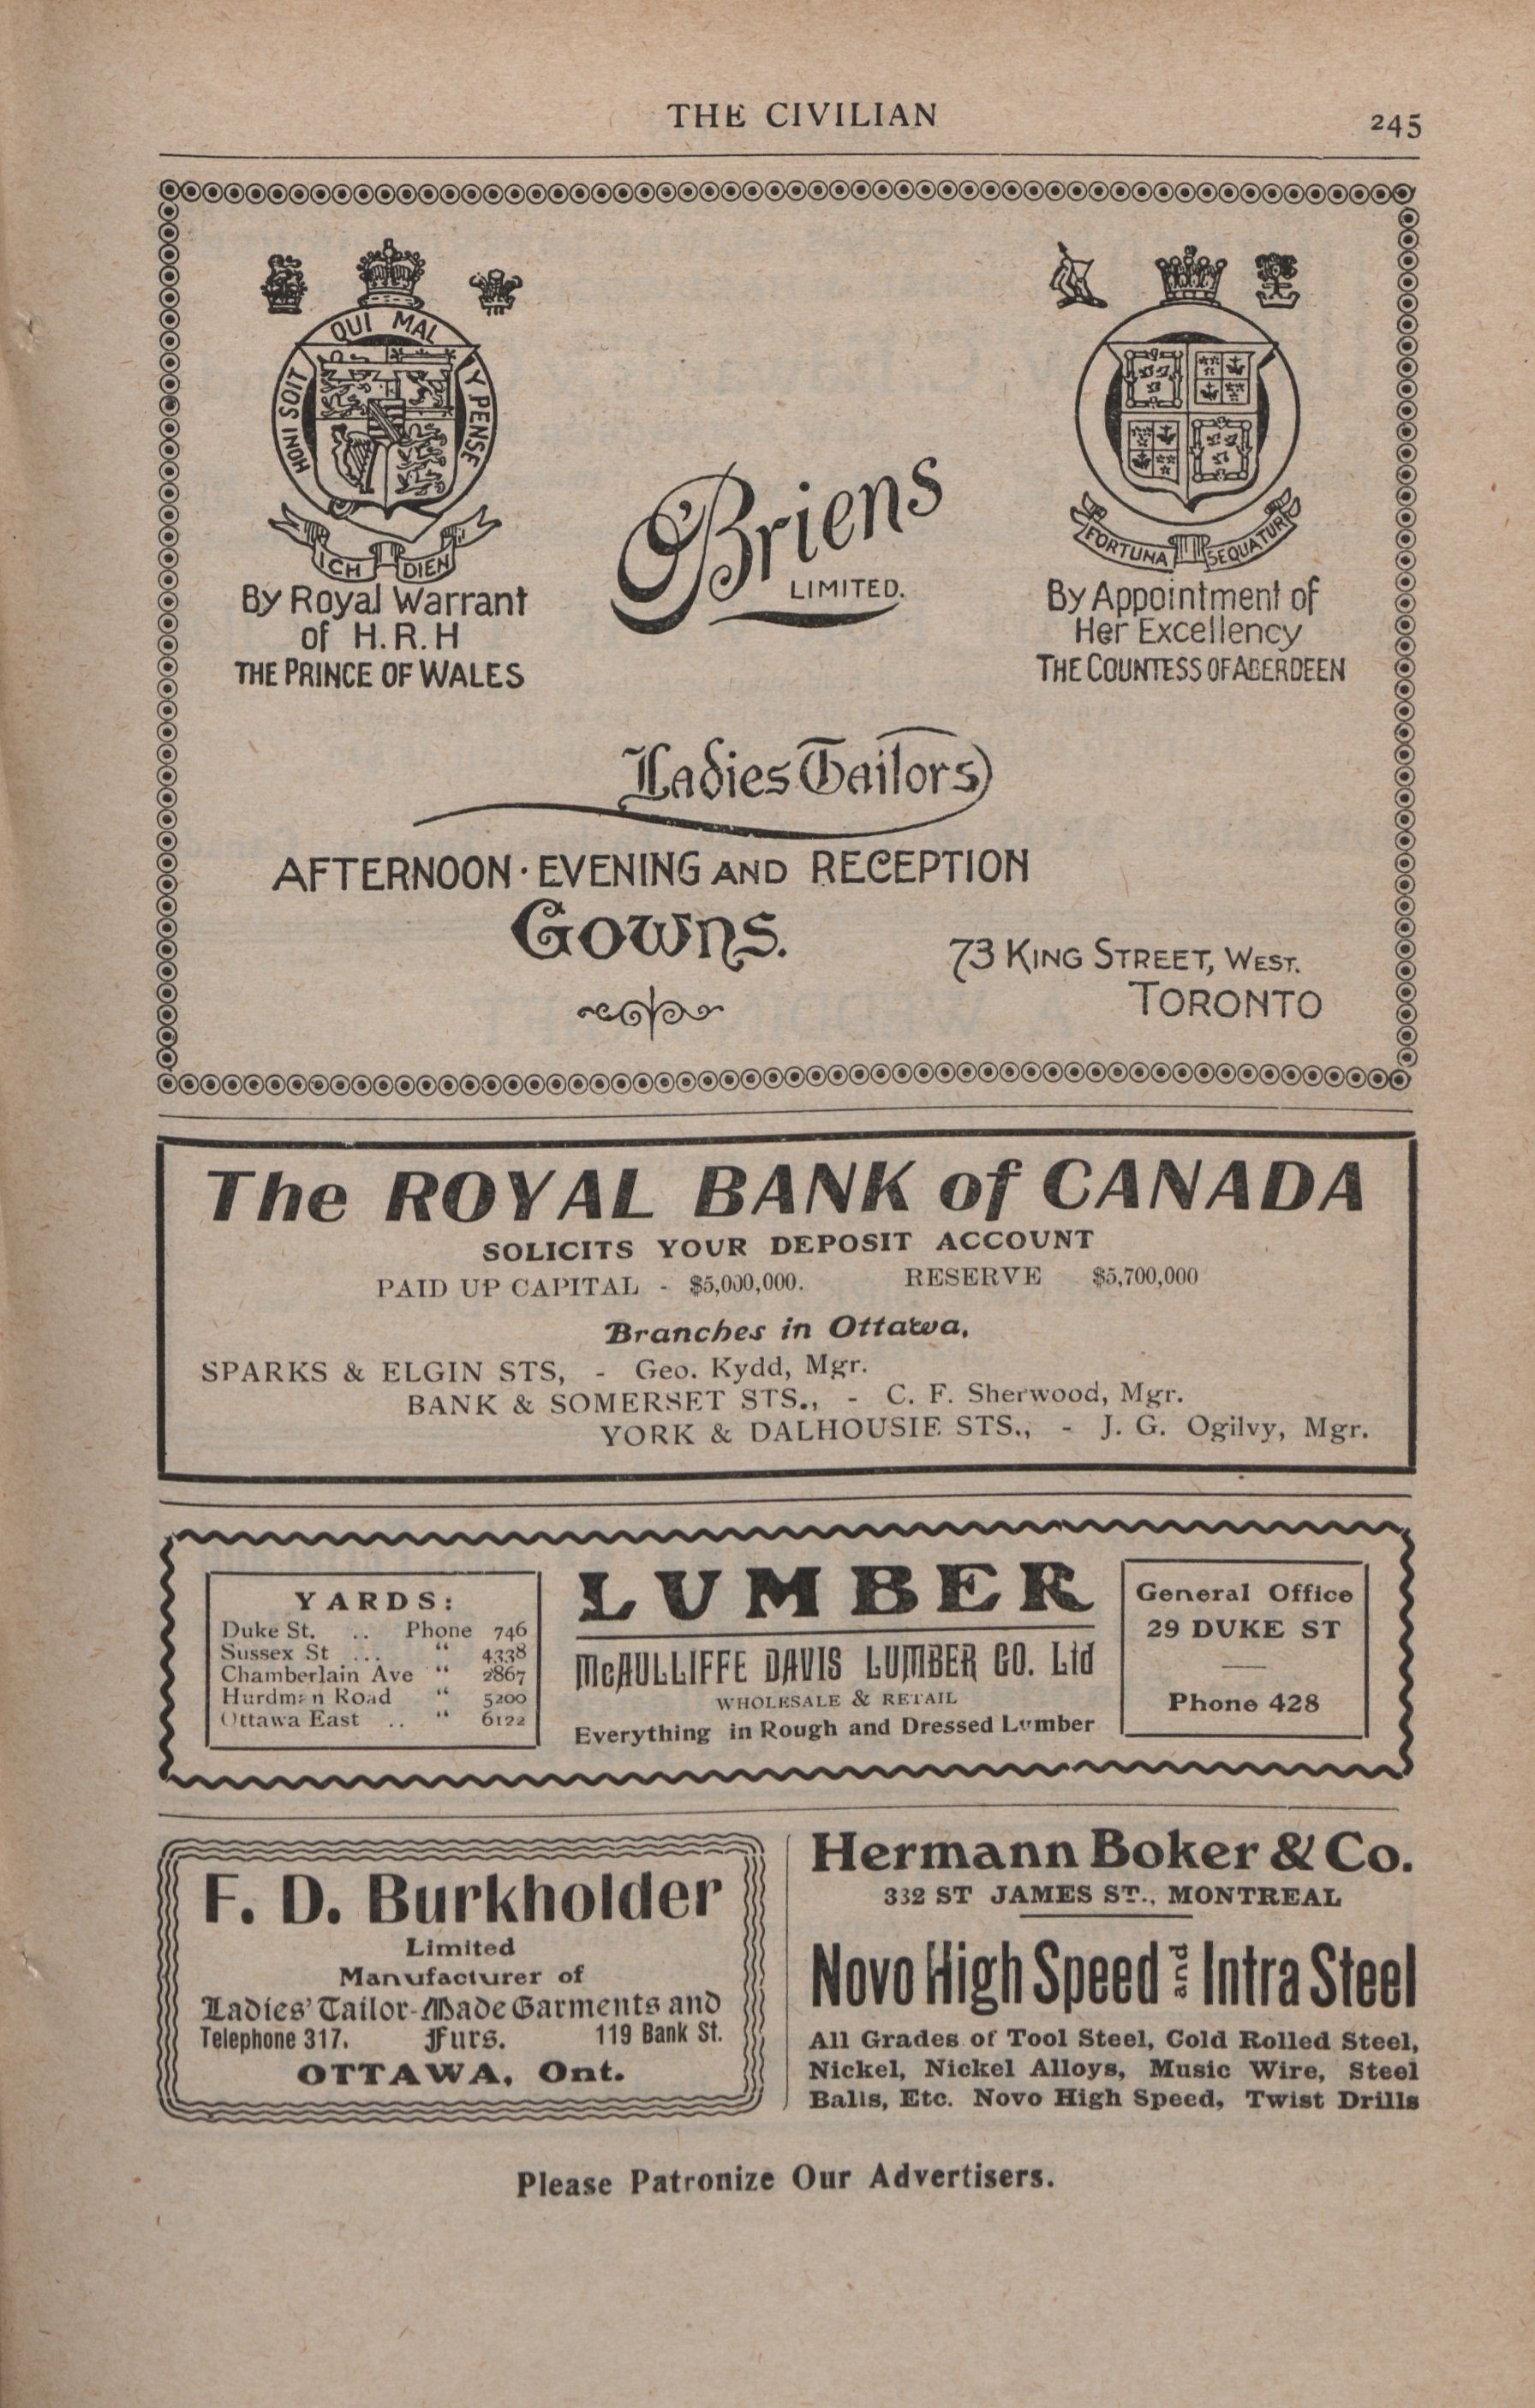 THE CIVILIAN
245
HONI SOIT QUI MAL Y PENSE
ICH DIEN
By Royal Warrant
of H.R.H
THE PRINCE OF WALES
OBriens
LIMITED.
FORTUNA SEQUATUR
By Appointment of
Her Excellency
THE COUNTESS OF ABERDEEN
Ladies Tailors
AFTERNOON · EVENING AND RECEPTION
GOWNS.
73 KING STREET, WEST.
TORONTO
The ROYAL BANK of CANADA
SOLICITS YOUR DEPOSIT ACCOUNT
PAID UP CAPITAL - $5,000,000. RESERVE $5,700,000
Branches in Ottawa,
SPARKS & ELGIN STS, - Geo. Kydd, Mgr.
BANK & SOMERSET STS., - C. F. Sherwood, Mgr.
YORK & DALHOUSIE STS., - J. G. Ogilvy, Mgr.
YARDS:
Duke St. .. Phone 746
Sussex St ... " 4338
Chamberlain Ave " 2867
Hurdman Road " 5200
Ottawa East .. " 6122
LUMBER
McAULLIFFE DAVIS LUMBER CO. Ltd
WHOLESALE & RETAIL
Everything in Rough and Dressed Lumber
General Office
29 DUKE ST
Phone 428
F. D. Burkholder
Limited
Manufacturer of
Ladies' Tailor-Made Garments and
Telephone 317. Furs. 119 Bank St.
OTTAWA, Ont.
Hermann Boker & Co.
332 ST JAMES ST., MONTREAL
Novo High Speed and Intra Steel
All Grades of Tool Steel, Cold Rolled Steel,
Nickel, Nickel Alloys, Music Wire, Steel
Balls, Etc. Novo High Speed, Twist Drills
Please Patronize Our Advertisers.